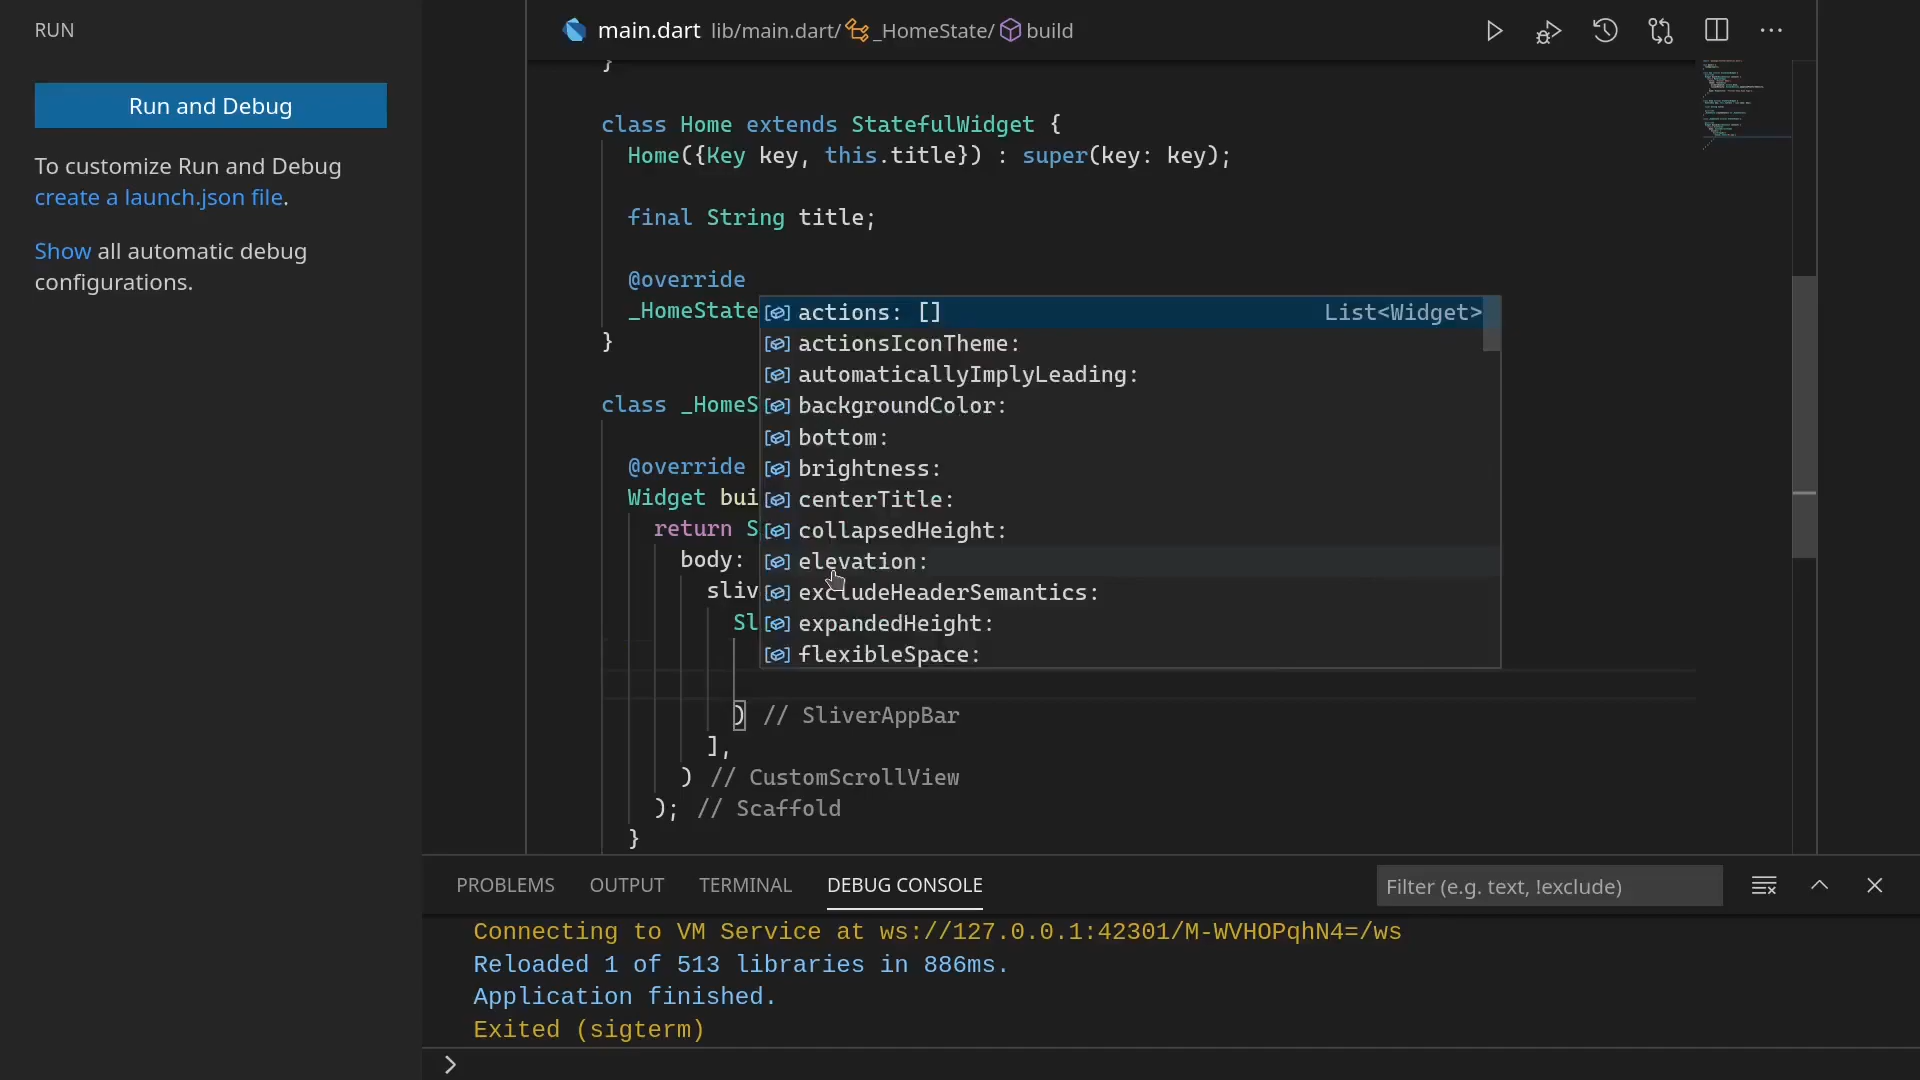 RUN
Run and Debug
To customize Run and Debug
create a launch.json file.
Show all automatic debug
configurations.
main.dart lib/main.dart/ _HomeState/ build
}
class Home extends StatefulWidget {
Home({Key key, this.title}) : super(key: key);
final String title;
@override
_HomeState
}
class _HomeS
@override
Widget bui
return S
body:
sliv
Sl
actions: [] List<Widget>
actionsIconTheme:
automaticallyImplyLeading:
backgroundColor:
bottom:
brightness:
centerTitle:
collapsedHeight:
elevation:
excludeHeaderSemantics:
expandedHeight:
flexibleSpace:
) // SliverAppBar
],
) // CustomScrollView
); // Scaffold
}
PROBLEMS OUTPUT TERMINAL DEBUG CONSOLE Filter (e.g. text, !exclude)
Connecting to VM Service at ws://127.0.0.1:42301/M-WVHOPqhN4=/ws
Reloaded 1 of 513 libraries in 886ms.
Application finished.
Exited (sigterm)